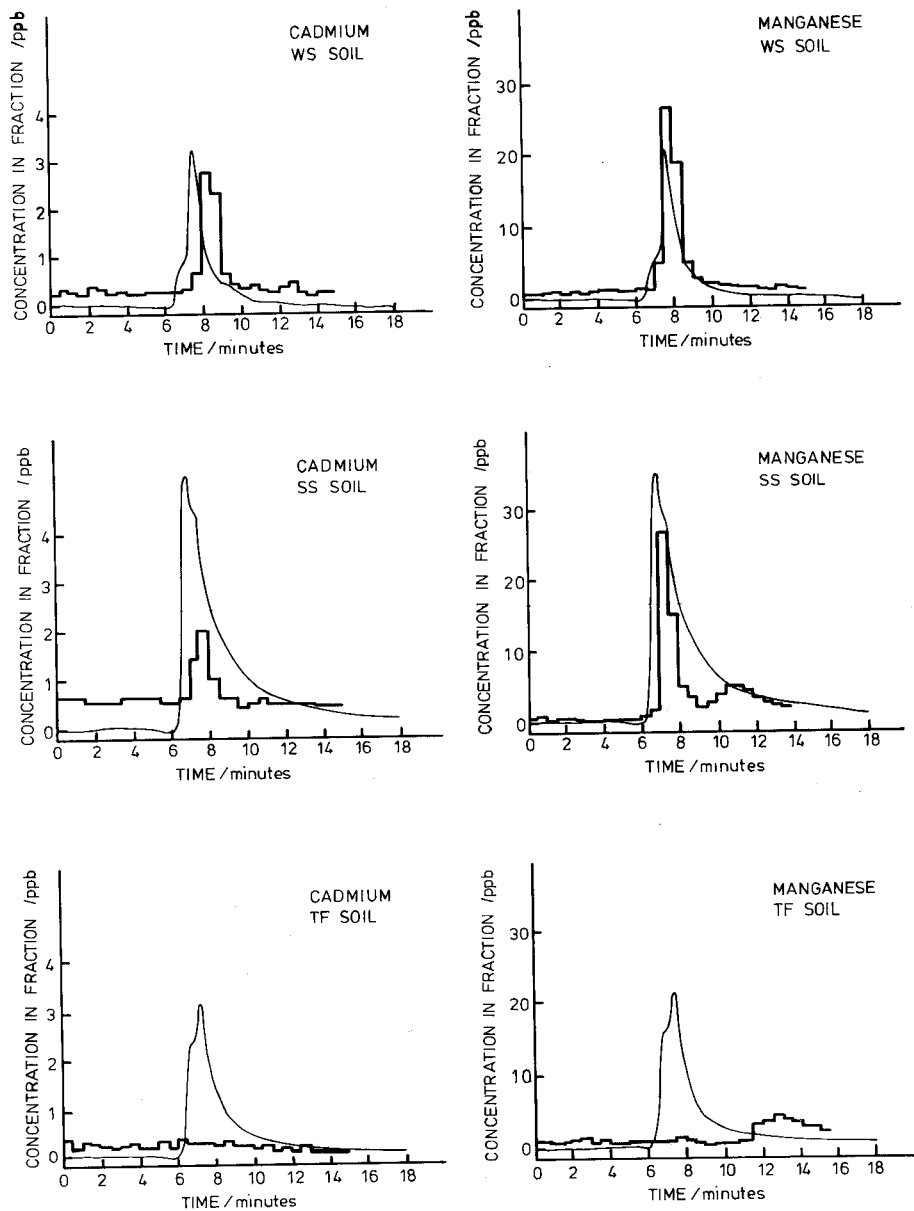 CADMIUM
WS SOIL
CONCENTRATION IN FRACTION /ppb
4
3
2
1
0
0 2 4 6 8 10 12 14 16 18
TIME/minutes
MANGANESE
WS SOIL
CONCENTRATION IN FRACTION /ppb
30
20
10
0
0 2 4 6 8 10 12 14 16 18
TIME/minutes
CADMIUM
SS SOIL
CONCENTRATION IN FRACTION /ppb
4
3
2
1
0
0 2 4 6 8 10 12 14 16 18
TIME/minutes
MANGANESE
SS SOIL
CONCENTRATION IN FRACTION /ppb
30
20
10
0
0 2 4 6 8 10 12 14 16 18
TIME/minutes
CADMIUM
TF SOIL
CONCENTRATION IN FRACTION /ppb
4
3
2
1
0
0 2 4 6 8 10 12 14 16 18
TIME/minutes
MANGANESE
TF SOIL
CONCENTRATION IN FRACTION /ppb
30
20
10
0
0 2 4 6 8 10 12 14 16 18
TIME/minutes